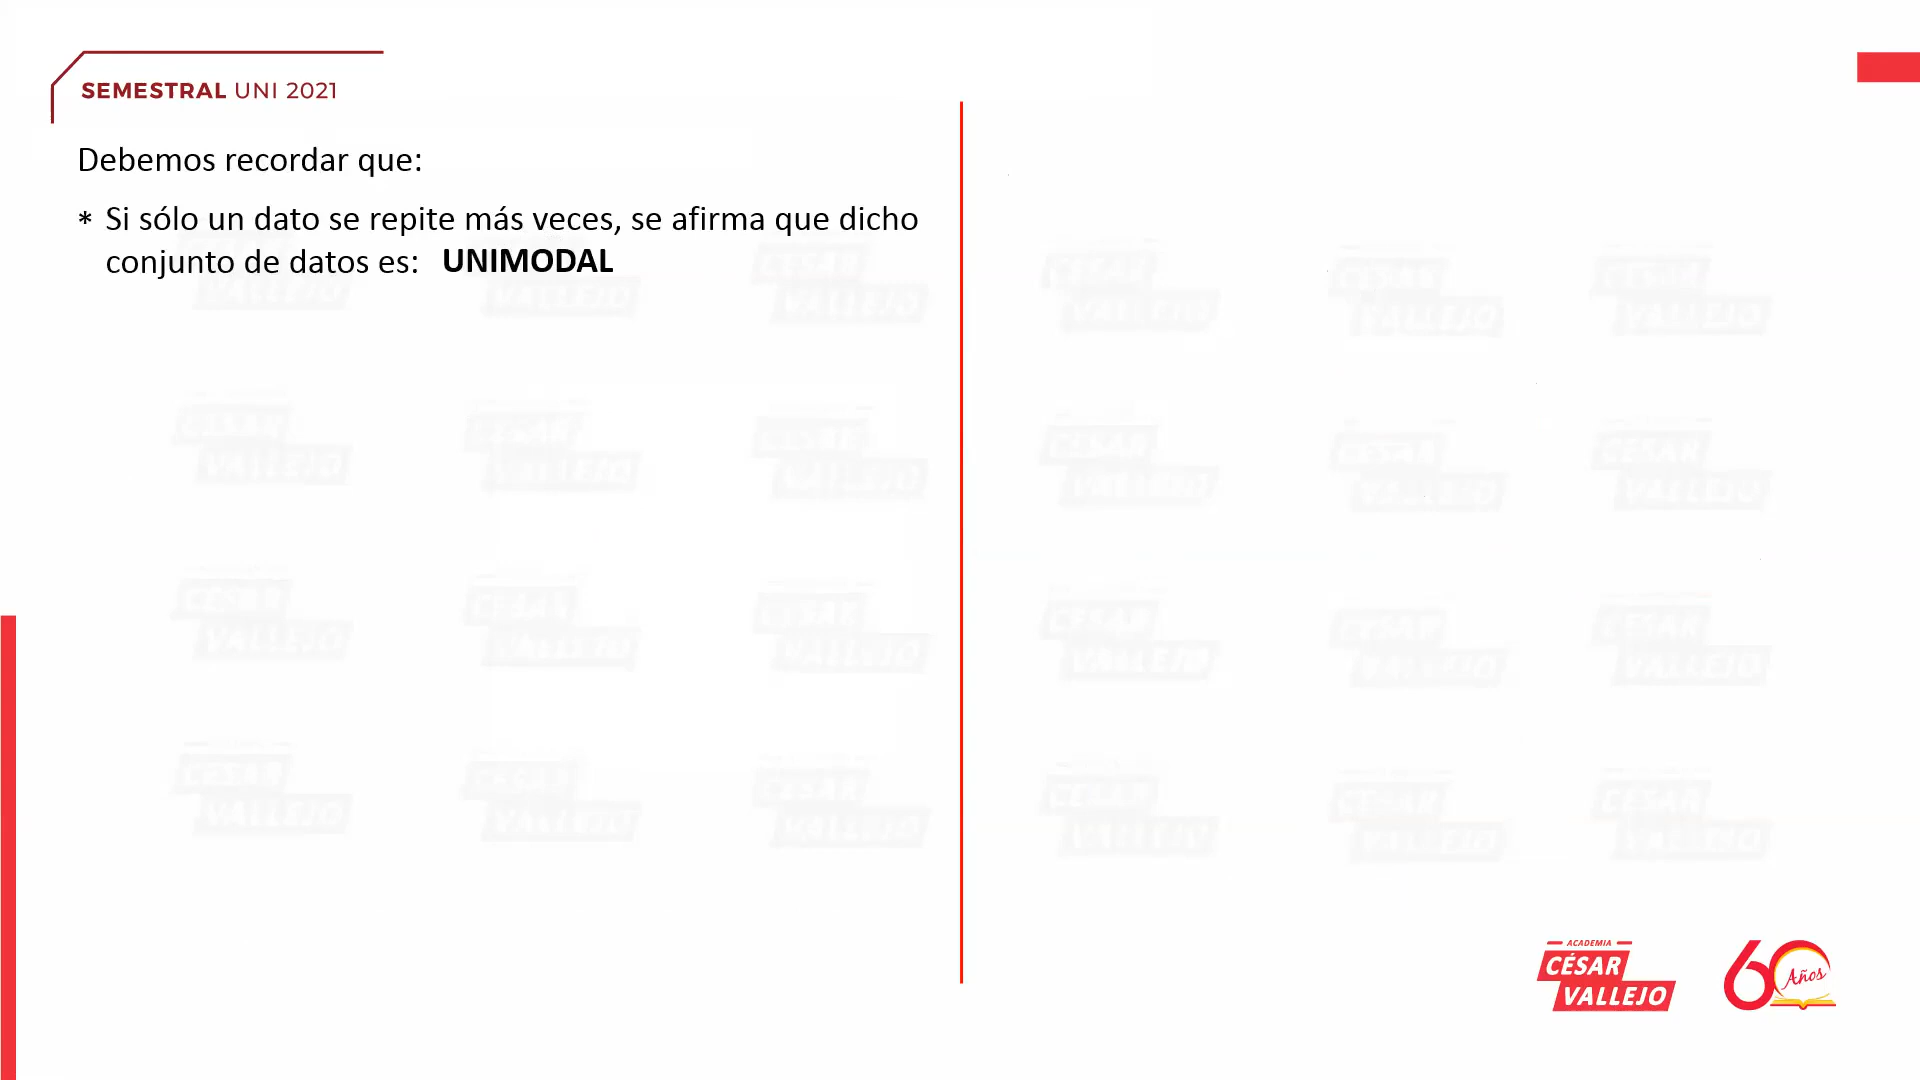 SEMESTRAL UNI 2021
Debemos recordar que:
* Si sólo un dato se repite más veces, se afirma que dicho
conjunto de datos es: UNIMODAL
ACADEMIA
CÉSAR
VALLEJO
60 Años